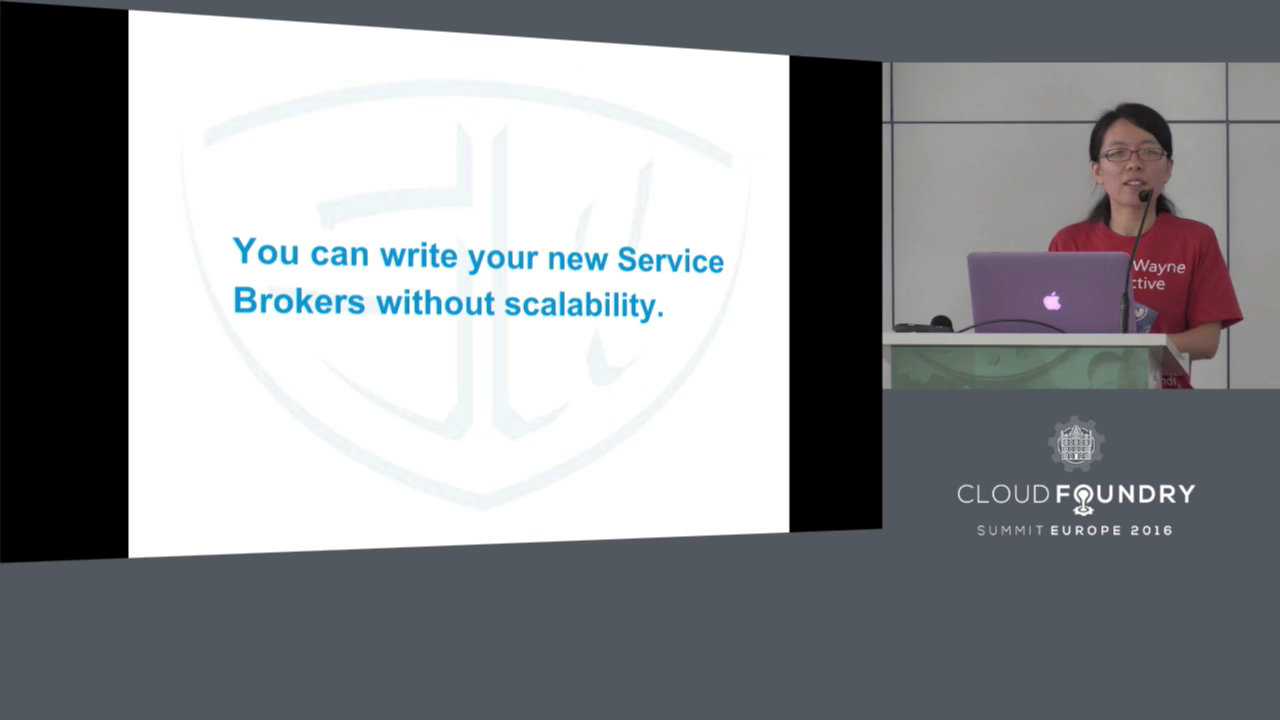 You can write your new Service
Brokers without scalability.
Wayne
ctive
CLOUD FOUNDRY
SUMMIT EUROPE 2016